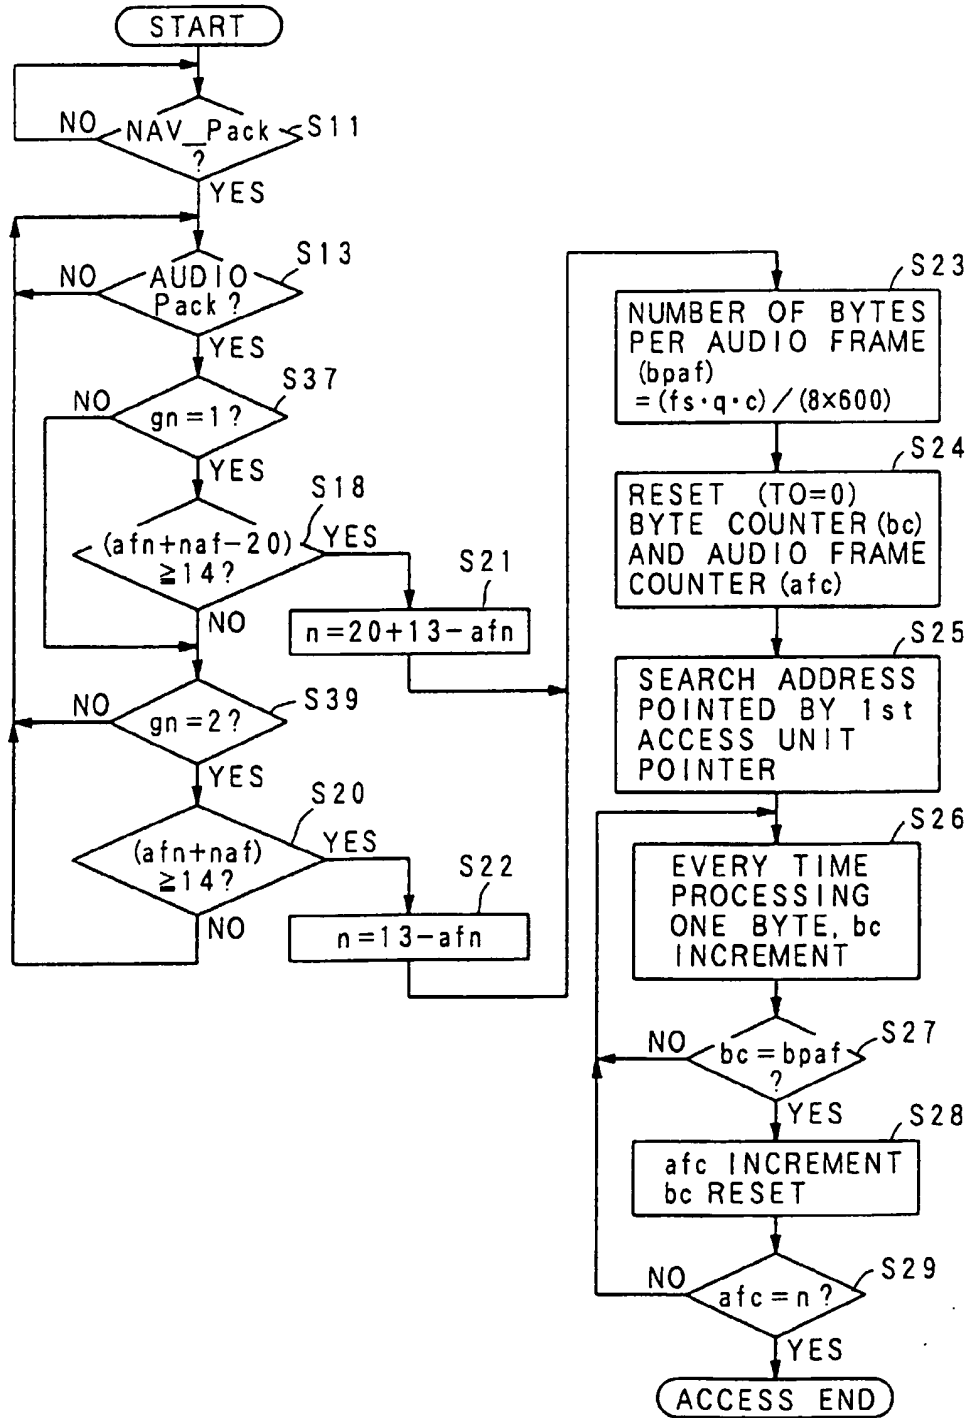 START
NO
NAV_Pack
?
S11
YES
NO
AUDIO
Pack?
S13
YES
NO
gn=1?
S37
YES
(afn+naf-20)
≧14?
S18
YES
NO
S21
n=20+13-afn
NO
gn=2?
S39
YES
(afn+naf)
≧14?
S20
YES
NO
S22
n=13-afn
S23
NUMBER OF BYTES
PER AUDIO FRAME
(bpaf)
=(fs·q·c)/(8×600)
S24
RESET (TO=0)
BYTE COUNTER(bc)
AND AUDIO FRAME
COUNTER(afc)
S25
SEARCH ADDRESS
POINTED BY 1st
ACCESS UNIT
POINTER
S26
EVERY TIME
PROCESSING
ONE BYTE, bc
INCREMENT
NO
bc=bpaf
?
S27
YES
S28
afc INCREMENT
bc RESET
NO
afc=n?
S29
YES
ACCESS END